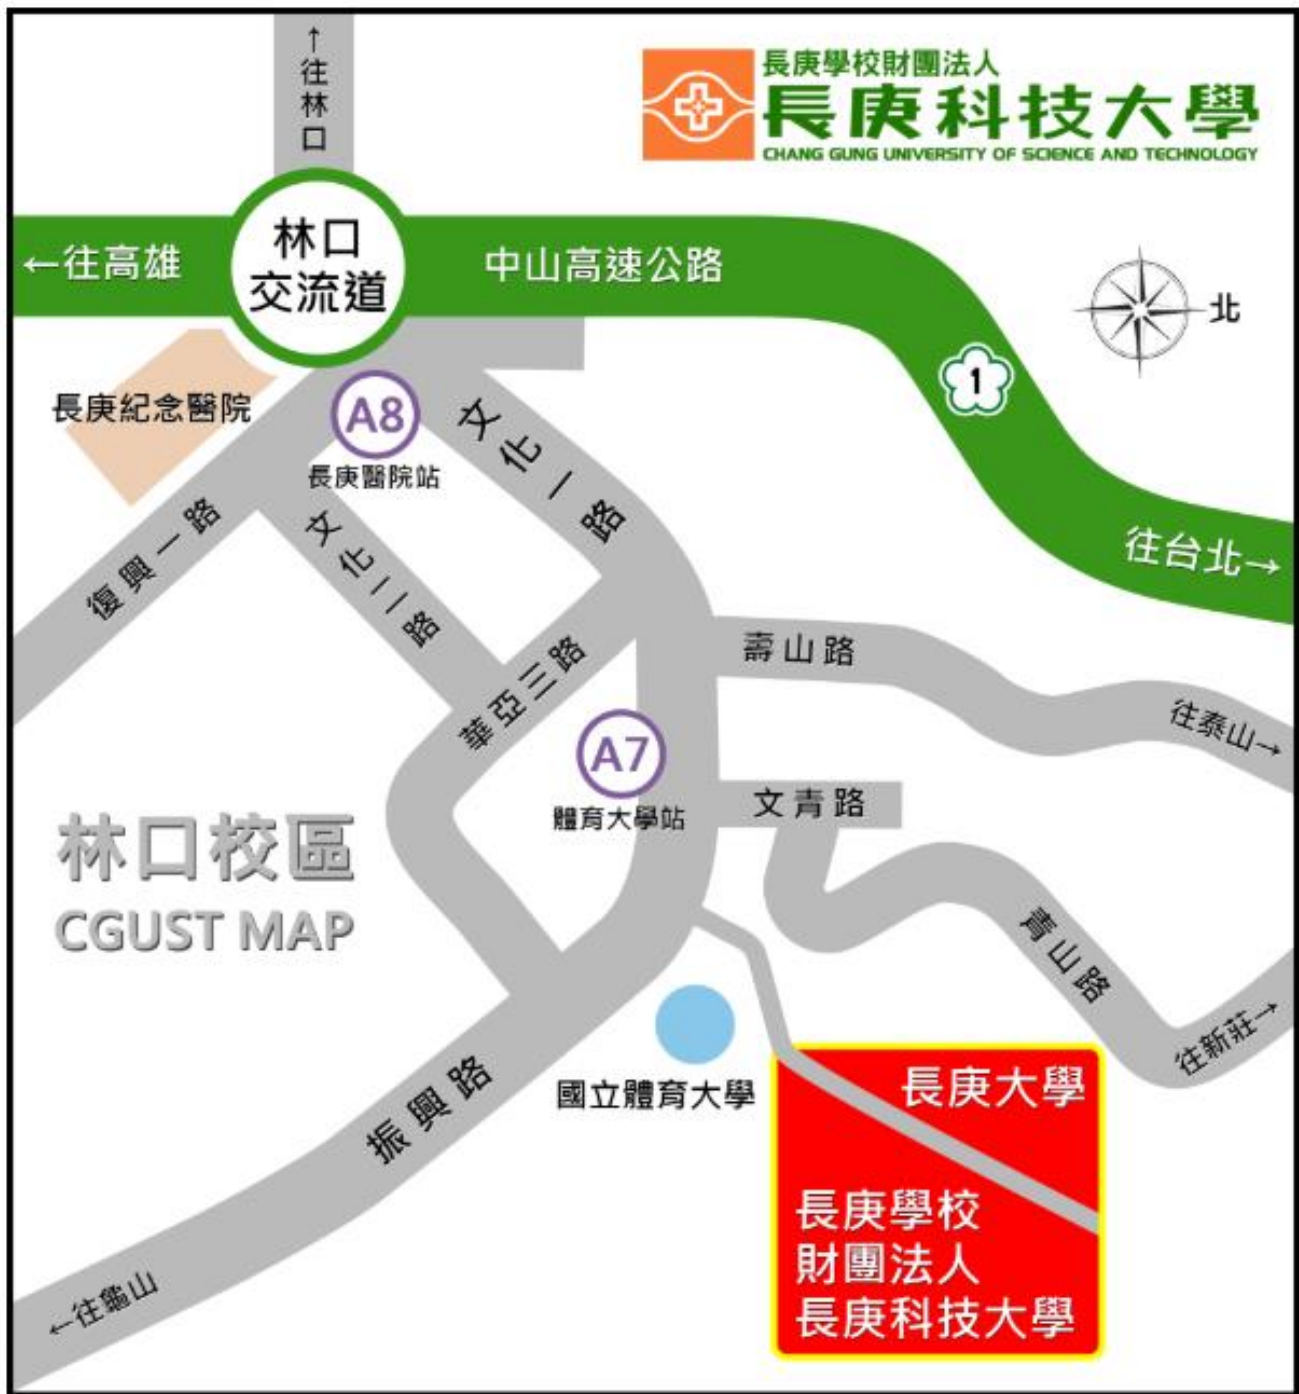 ↑往林口
長庚學校財團法人
長庚科技大學
CHANG GUNG UNIVERSITY OF SCIENCE AND TECHNOLOGY
←往高雄
林口
交流道
中山高速公路
北
1
長庚紀念醫院
A8
長庚醫院站
文化一路
往台北→
復興一路
文化二路
華亞三路
壽山路
往泰山→
A7
體育大學站
文青路
林口校區
CGUST MAP
青山路
往新莊→
國立體育大學
振興路
長庚大學
長庚學校
財團法人
長庚科技大學
←往龜山